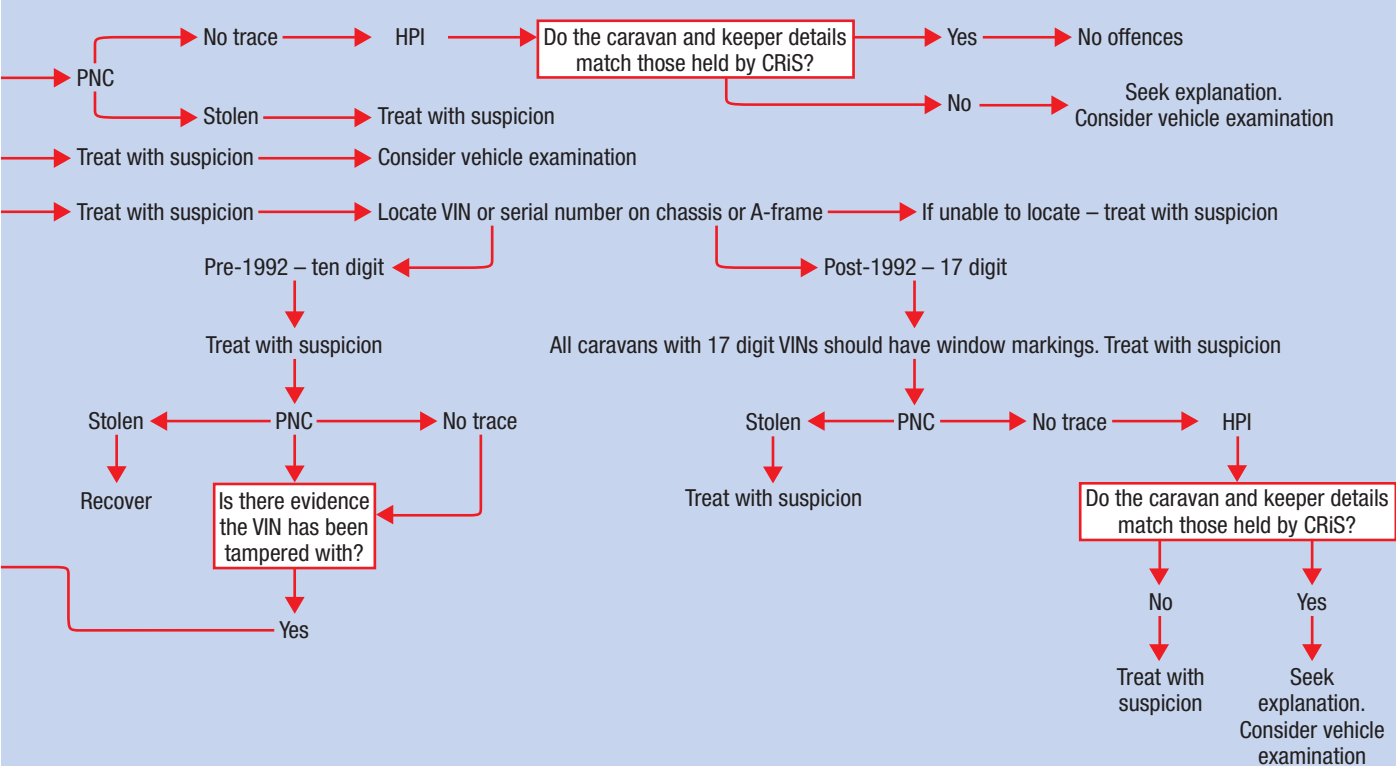 No trace
HPI
Do the caravan and keeper details
match those held by CRiS?
Yes
No offences
PNC
No
Seek explanation.
Consider vehicle examination
Stolen
Treat with suspicion
Treat with suspicion
Consider vehicle examination
Treat with suspicion
Locate VIN or serial number on chassis or A-frame
If unable to locate – treat with suspicion
Pre-1992 – ten digit
Post-1992 – 17 digit
Treat with suspicion
All caravans with 17 digit VINs should have window markings. Treat with suspicion
Stolen
PNC
No trace
Stolen
PNC
No trace
HPI
Recover
Is there evidence
the VIN has been
tampered with?
Treat with suspicion
Do the caravan and keeper details
match those held by CRiS?
Yes
No
Yes
Treat with
suspicion
Seek
explanation.
Consider vehicle
examination